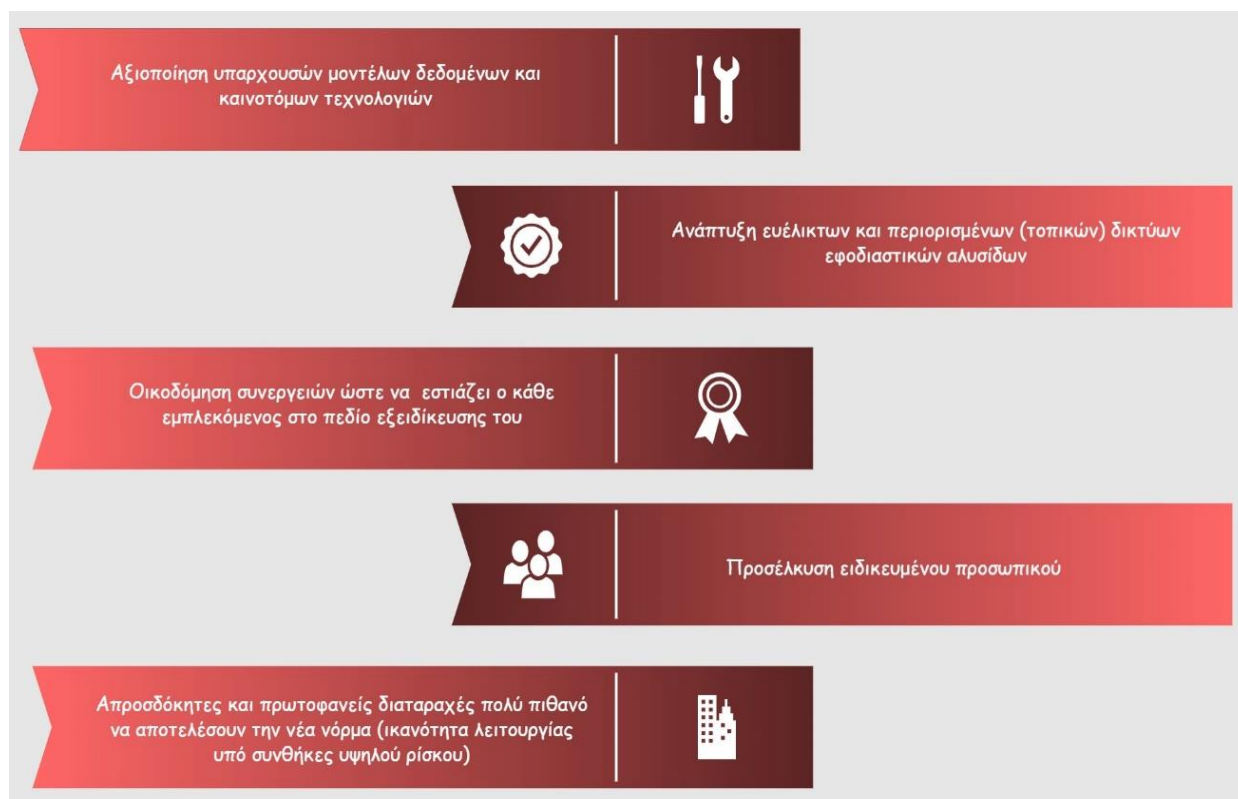 Αξιοποίηση υπαρχουσών μοντέλων δεδομένων και
καινοτόμων τεχνολογιών
Ανάπτυξη ευέλικτων και περιορισμένων (τοπικών) δικτύων
εφοδιαστικών αλυσίδων
Οικοδόμηση συνεργειών ώστε να εστιάζει ο κάθε
εμπλεκόμενος στο πεδίο εξειδίκευσης του
Προσέλκυση ειδικευμένου προσωπικού
Απροσδόκητες και πρωτοφανείς διαταραχές πολύ πιθανό
να αποτελέσουν την νέα νόρμα (ικανότητα λειτουργίας
υπό συνθήκες υψηλού ρίσκου)